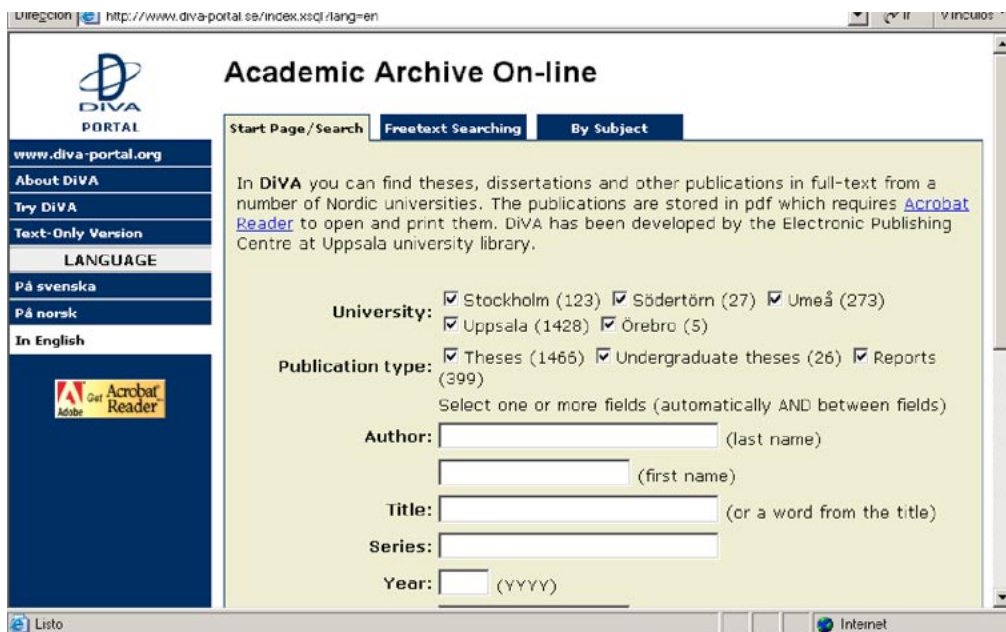 Dirección http://www.diva-portal.se/index.xsql?lang=en Ir Vínculos
DiVA
PORTAL
www.diva-portal.org
About DiVA
Try DiVA
Text-Only Version
LANGUAGE
På svenska
På norsk
In English
Adobe Get Acrobat Reader
Academic Archive On-line
Start Page/Search Freetext Searching By Subject
In DiVA you can find theses, dissertations and other publications in full-text from a
number of Nordic universities. The publications are stored in pdf which requires Acrobat
Reader to open and print them. DiVA has been developed by the Electronic Publishing
Centre at Uppsala university library.
University: Stockholm (123) Södertörn (27) Umeå (273)
Uppsala (1428) Örebro (5)
Publication type: Theses (1466) Undergraduate theses (26) Reports
(399)
Select one or more fields (automatically AND between fields)
Author: (last name)
(first name)
Title: (or a word from the title)
Series:
Year: (YYYY)
Listo Internet